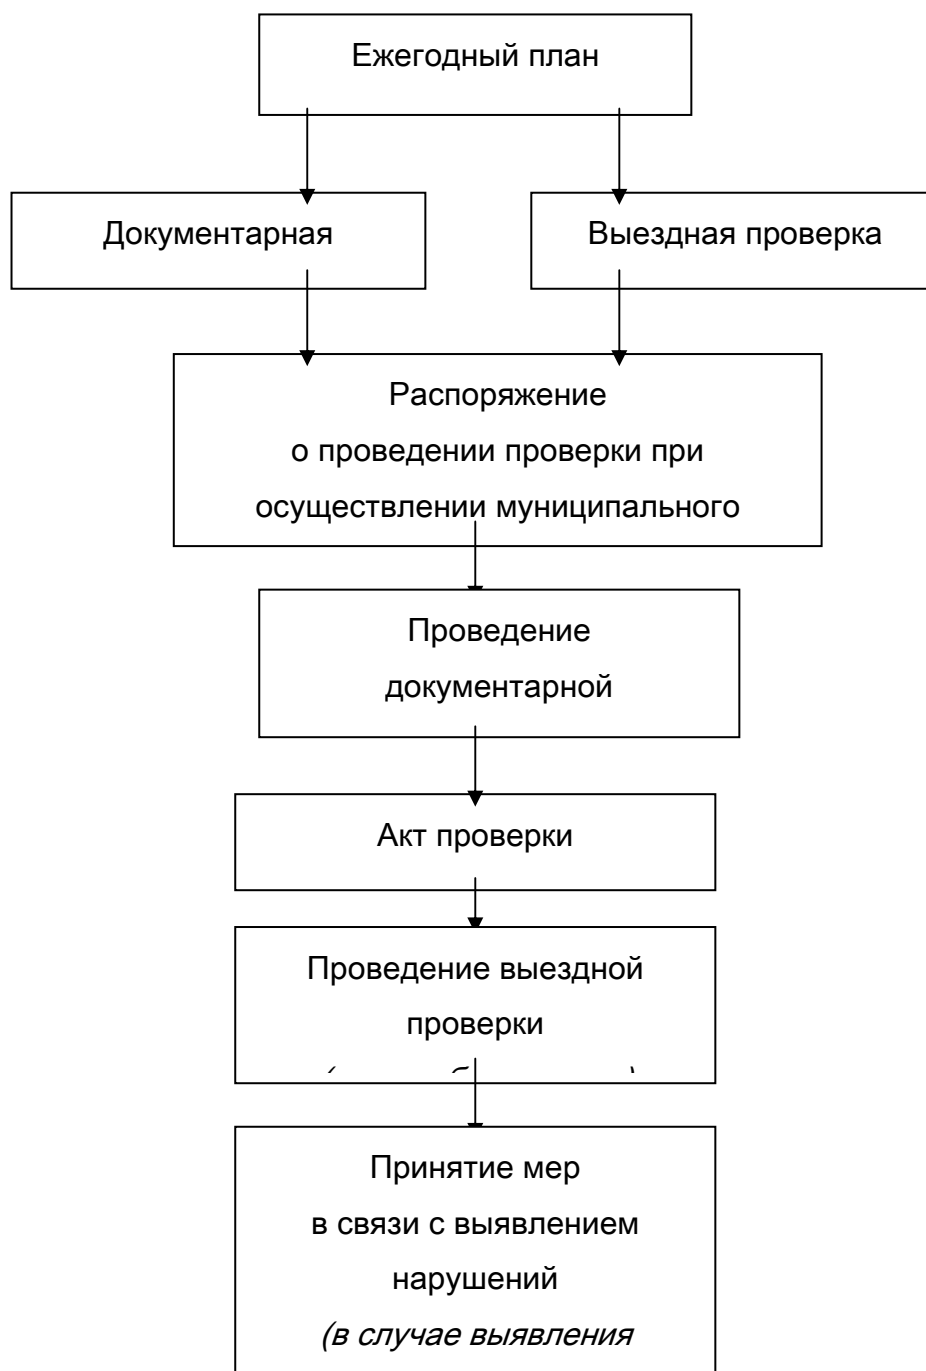 Ежегодный план
Документарная
Выездная проверка
Распоряжение
о проведении проверки при
осуществлении муниципального
Проведение
документарной
Акт проверки
Проведение выездной
проверки
Принятие мер
в связи с выявлением
нарушений
(в случае выявления